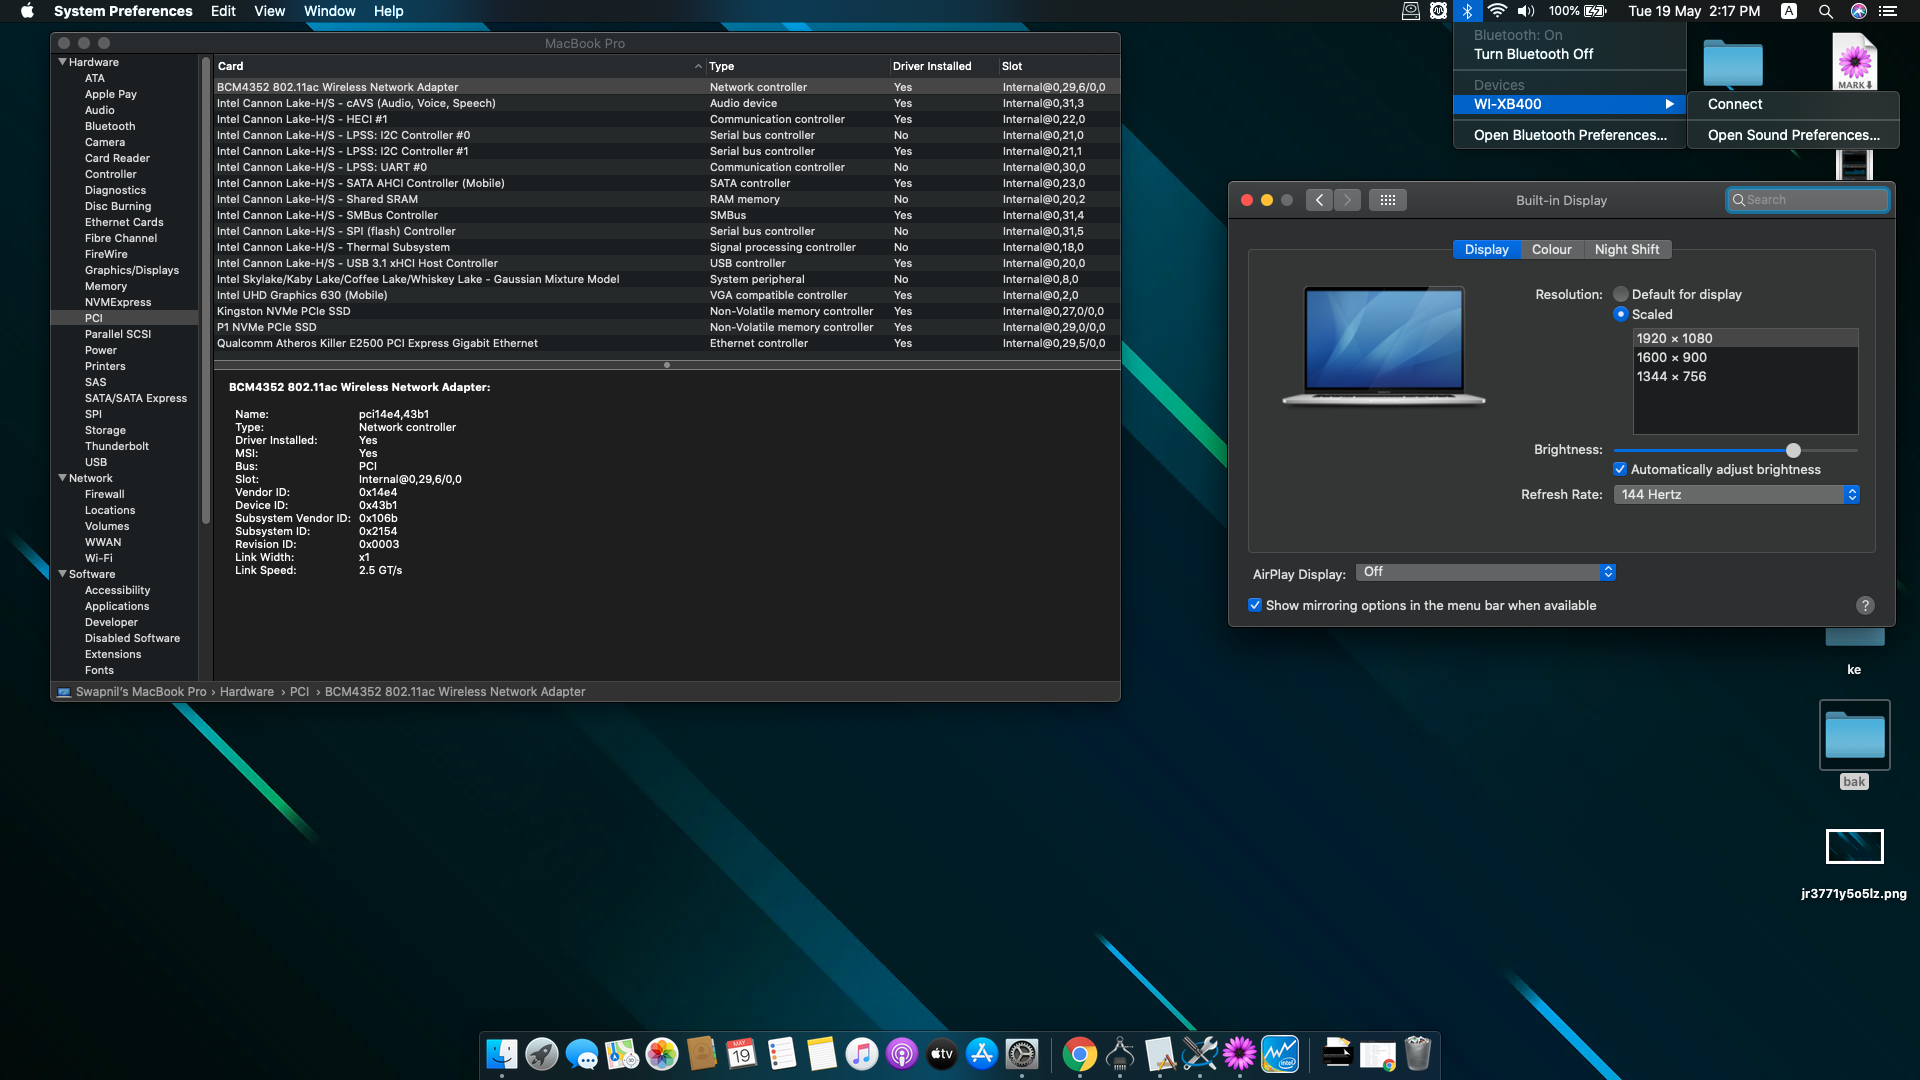 System Preferences Edit View Window Help
100% Tue 19 May 2:17 PM A
MacBook Pro
Hardware
ATA
Apple Pay
Audio
Bluetooth
Camera
Card Reader
Controller
Diagnostics
Disc Burning
Ethernet Cards
Fibre Channel
FireWire
Graphics/Displays
Memory
NVMExpress
PCI
Parallel SCSI
Power
Printers
SAS
SATA/SATA Express
SPI
Storage
Thunderbolt
USB
Network
Firewall
Locations
Volumes
WWAN
Wi-Fi
Software
Accessibility
Applications
Developer
Disabled Software
Extensions
Fonts
Card Type Driver Installed Slot
BCM4352 802.11ac Wireless Network Adapter Network controller Yes Internal@0,29,6/0,0
Intel Cannon Lake-H/S - cAVS (Audio, Voice, Speech) Audio device Yes Internal@0,31,3
Intel Cannon Lake-H/S - HECI #1 Communication controller Yes Internal@0,22,0
Intel Cannon Lake-H/S - LPSS: I2C Controller #0 Serial bus controller No Internal@0,21,0
Intel Cannon Lake-H/S - LPSS: I2C Controller #1 Serial bus controller Yes Internal@0,21,1
Intel Cannon Lake-H/S - LPSS: UART #0 Communication controller No Internal@0,30,0
Intel Cannon Lake-H/S - SATA AHCI Controller (Mobile) SATA controller Yes Internal@0,23,0
Intel Cannon Lake-H/S - Shared SRAM RAM memory No Internal@0,20,2
Intel Cannon Lake-H/S - SMBus Controller SMBus Yes Internal@0,31,4
Intel Cannon Lake-H/S - SPI (flash) Controller Serial bus controller No Internal@0,31,5
Intel Cannon Lake-H/S - Thermal Subsystem Signal processing controller No Internal@0,18,0
Intel Cannon Lake-H/S - USB 3.1 xHCI Host Controller USB controller Yes Internal@0,20,0
Intel Skylake/Kaby Lake/Coffee Lake/Whiskey Lake - Gaussian Mixture Model System peripheral No Internal@0,8,0
Intel UHD Graphics 630 (Mobile) VGA compatible controller Yes Internal@0,2,0
Kingston NVMe PCIe SSD Non-Volatile memory controller Yes Internal@0,27,0/0,0
P1 NVMe PCIe SSD Non-Volatile memory controller Yes Internal@0,29,0/0,0
Qualcomm Atheros Killer E2500 PCI Express Gigabit Ethernet Ethernet controller Yes Internal@0,29,5/0,0
BCM4352 802.11ac Wireless Network Adapter:
Name: pci14e4,43b1
Type: Network controller
Driver Installed: Yes
MSI: Yes
Bus: PCI
Slot: Internal@0,29,6/0,0
Vendor ID: 0x14e4
Device ID: 0x43b1
Subsystem Vendor ID: 0x106b
Subsystem ID: 0x2154
Revision ID: 0x0003
Link Width: x1
Link Speed: 2.5 GT/s
Swapnil's MacBook Pro › Hardware › PCI › BCM4352 802.11ac Wireless Network Adapter
Bluetooth: On
Turn Bluetooth Off
Devices
WI-XB400
Open Bluetooth Preferences...
Connect
Open Sound Preferences...
MARK
Built-in Display
Search
Display Colour Night Shift
Resolution: Default for display
Scaled
1920 × 1080
1600 × 900
1344 × 756
Brightness:
Automatically adjust brightness
Refresh Rate: 144 Hertz
AirPlay Display: Off
Show mirroring options in the menu bar when available
?
ke
bak
jr3771y5o5lz.png
MAY
19
tv
intel